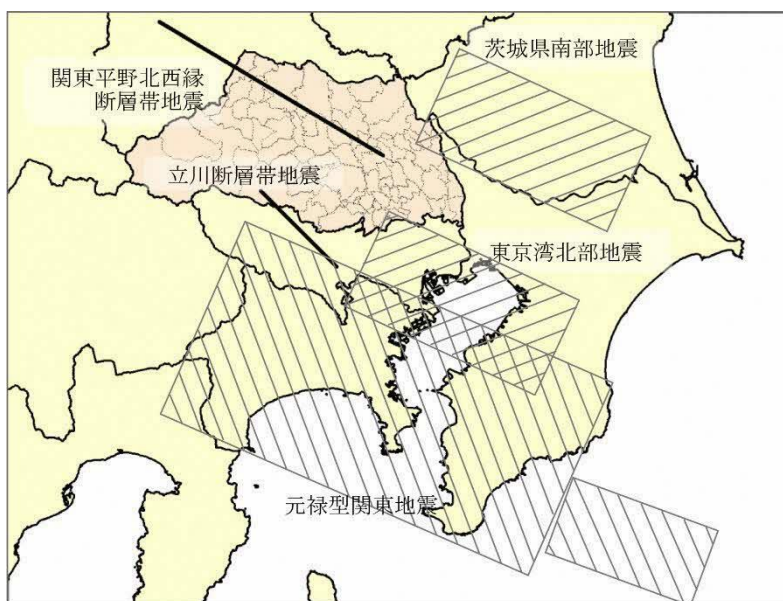 茨城県南部地震
関東平野北西縁
断層帯地震
立川断層帯地震
東京湾北部地震
元禄型関東地震